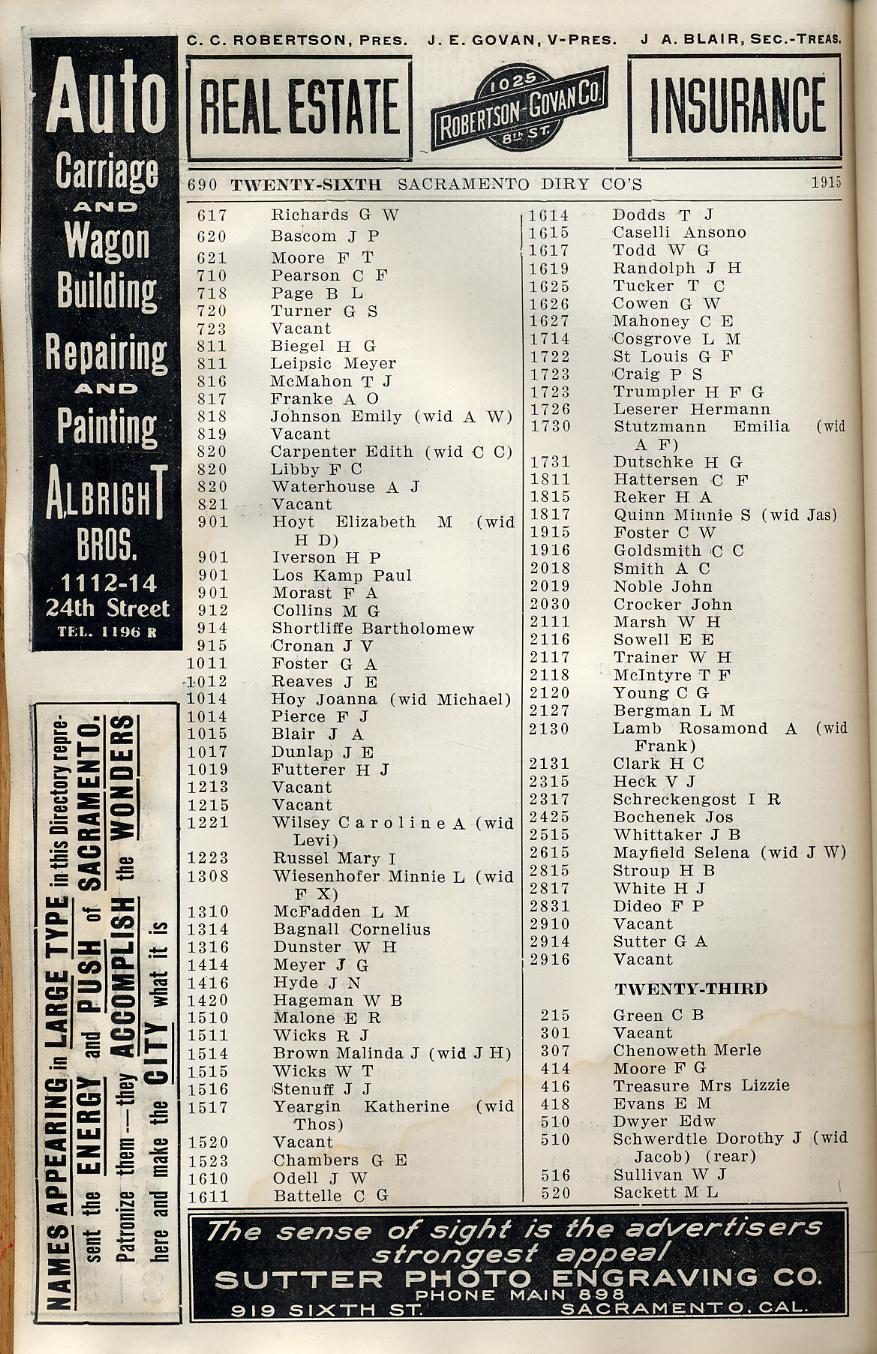 C. C. ROBERTSON, PRES. J. E. GOVAN, V-PRES. J A. BLAIR, SEC.-TREAS.
REAL ESTATE
1025
ROBERTSON-GOVAN CO.
8th ST.
INSURANCE
690 TWENTY-SIXTH SACRAMENTO DIRY CO'S 1915
617 Richards G W
620 Bascom J P
621 Moore F T
710 Pearson C F
718 Page B L
720 Turner G S
723 Vacant
811 Biegel H G
811 Leipsic Meyer
816 McMahon T J
817 Franke A O
818 Johnson Emily (wid A W)
819 Vacant
820 Carpenter Edith (wid C C)
820 Libby F C
820 Waterhouse A J
821 Vacant
901 Hoyt Elizabeth M (wid
H D)
901 Iverson H P
901 Los Kamp Paul
901 Morast F A
912 Collins M G
914 Shortliffe Bartholomew
915 Cronan J V
1011 Foster G A
1012 Reaves J E
1014 Hoy Joanna (wid Michael)
1014 Pierce F J
1015 Blair J A
1017 Dunlap J E
1019 Futterer H J
1213 Vacant
1215 Vacant
1221 Wilsey Caroline A (wid
Levi)
1223 Russel Mary I
1308 Wiesenhofer Minnie L (wid
F X)
1310 McFadden L M
1314 Bagnall Cornelius
1316 Dunster W H
1414 Meyer J G
1416 Hyde J N
1420 Hageman W B
1510 Malone E R
1511 Wicks R J
1514 Brown Malinda J (wid J H)
1515 Wicks W T
1516 Stenuff J J
1517 Yeargin Katherine (wid
Thos)
1520 Vacant
1523 Chambers G E
1610 Odell J W
1611 Battelle C G
1614 Dodds T J
1615 Caselli Ansono
1617 Todd W G
1619 Randolph J H
1625 Tucker T C
1626 Cowen G W
1627 Mahoney C E
1714 Cosgrove L M
1722 St Louis G F
1723 Craig P S
1723 Trumpler H F G
1726 Leserer Hermann
1730 Stutzmann Emilia (wid
A F)
1731 Dutschke H G
1811 Hattersen C F
1815 Reker H A
1817 Quinn Minnie S (wid Jas)
1915 Foster C W
1916 Goldsmith C C
2018 Smith A C
2019 Noble John
2030 Crocker John
2111 Marsh W H
2116 Sowell E E
2117 Trainer W H
2118 McIntyre T F
2120 Young C G
2127 Bergman L M
2130 Lamb Rosamond A (wid
Frank)
2131 Clark H C
2315 Heck V J
2317 Schreckengost I R
2425 Bochenek Jos
2515 Whittaker J B
2615 Mayfield Selena (wid J W)
2815 Stroup H B
2817 White H J
2831 Dideo F P
2910 Vacant
2914 Sutter G A
2916 Vacant
TWENTY-THIRD
215 Green C B
301 Vacant
307 Chenoweth Merle
414 Moore F G
416 Treasure Mrs Lizzie
418 Evans E M
510 Dwyer Edw
510 Schwerdtle Dorothy J (wid
Jacob) (rear)
516 Sullivan W J
520 Sackett M L
Auto
Carriage
AND
Wagon
Building
Repairing
AND
Painting
ALBRIGHT
BROS.
1112-14
24th Street
TEL. 1196 R
NAMES APPEARING in LARGE TYPE in this Directory repre-
sent the ENERGY and PUSH of SACRAMENTO.
Patronize them—they ACCOMPLISH the WONDERS
here and make the CITY what it is
The sense of sight is the advertisers
strongest appeal
SUTTER PHOTO ENGRAVING CO.
PHONE MAIN 898
919 SIXTH ST. SACRAMENTO. CAL.